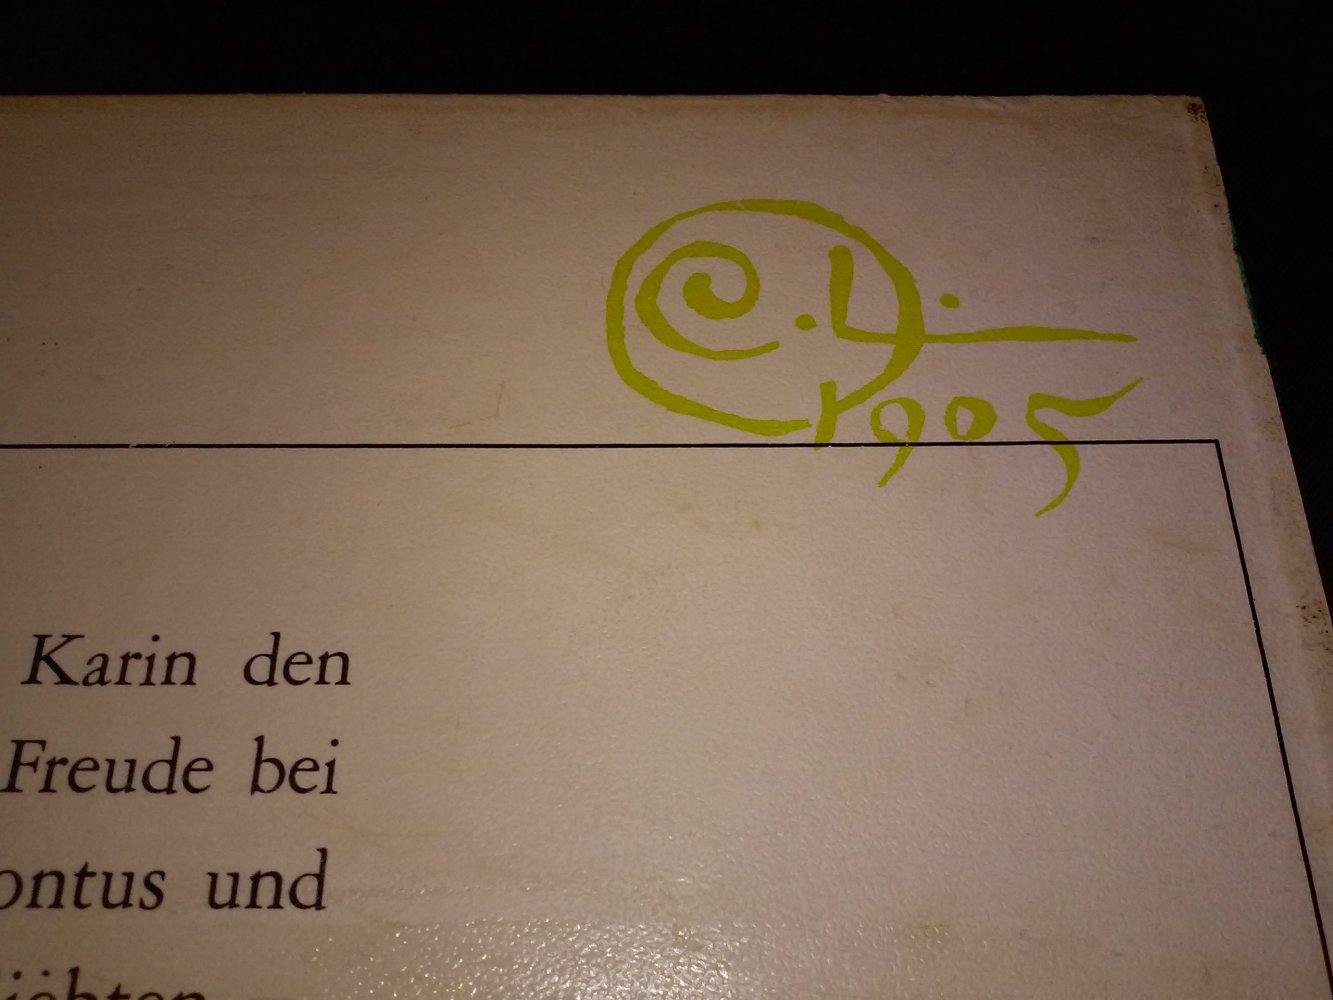 C.L.
1905
Karin den
Freude bei
ontus und